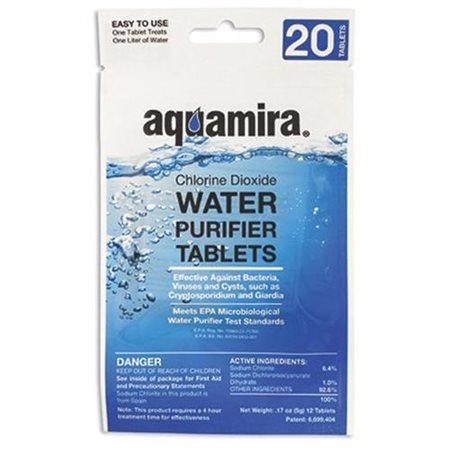 EASY TO USE
One Tablet Treats
One Liter of Water
20
TABLETS
aquamira®
Chlorine Dioxide
WATER
PURIFIER
TABLETS
Effective Against Bacteria,
Viruses and Cysts, such as
Cryptosporidium and Giardia
Meets EPA Microbiological
Water Purifier Test Standards
DANGER
KEEP OUT OF REACH OF CHILDREN
See inside of package for First Aid
and Precautionary Statements
Sodium Chlorite in this product is
from Spain
Note: This product requires a 4 hour
treatment time for effectiveness
ACTIVE INGREDIENTS:
Sodium Chlorite 6.4%
Sodium Dichloroisocyanurate
Dihydrate 1.0%
OTHER INGREDIENTS 92.6%
100%
Net Weight: .17 oz (5g) 12 Tablets
Patent: 6,699,404